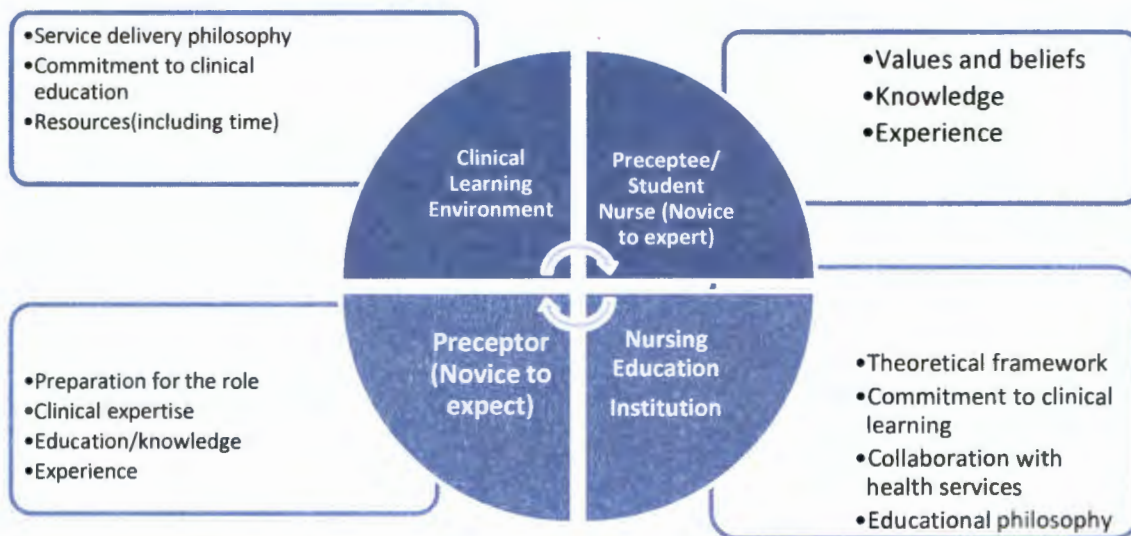 •Service delivery philosophy
•Commitment to clinical
education
•Resources(including time)
Clinical
Learning
Environment
Preceptee/
Student
Nurse (Novice
to expert)
•Values and beliefs
•Knowledge
•Experience
•Preparation for the role
•Clinical expertise
•Education/knowledge
•Experience
Preceptor
(Novice to
expect)
Nursing
Education
Institution
•Theoretical framework
•Commitment to clinical
learning
•Collaboration with
health services
•Educational philosophy